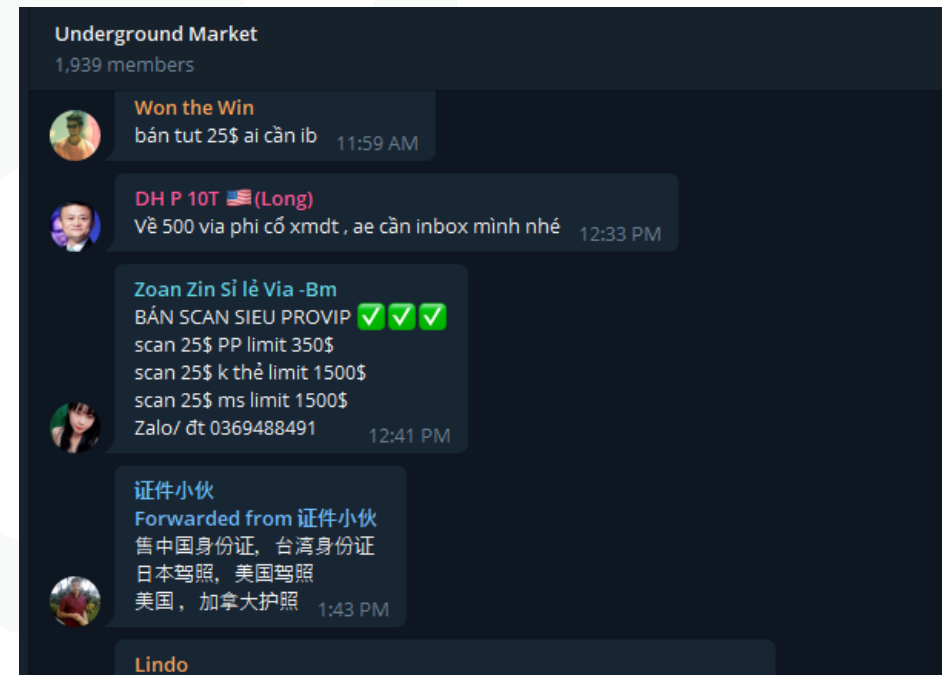 Underground Market
1,939 members
Won the Win
bán tut 25$ ai cần ib 11:59 AM
DH P 10T 🇺🇸(Long)
Về 500 via phi cổ xmdt , ae cần inbox mình nhé 12:33 PM
Zoan Zin Sỉ lẻ Via -Bm
BÁN SCAN SIEU PROVIP ✅✅✅
scan 25$ PP limit 350$
scan 25$ k thẻ limit 1500$
scan 25$ ms limit 1500$
Zalo/ đt 0369488491 12:41 PM
证件小伙
Forwarded from 证件小伙
售中国身份证，台湾身份证
日本驾照，美国驾照
美国，加拿大护照 1:43 PM
Lindo